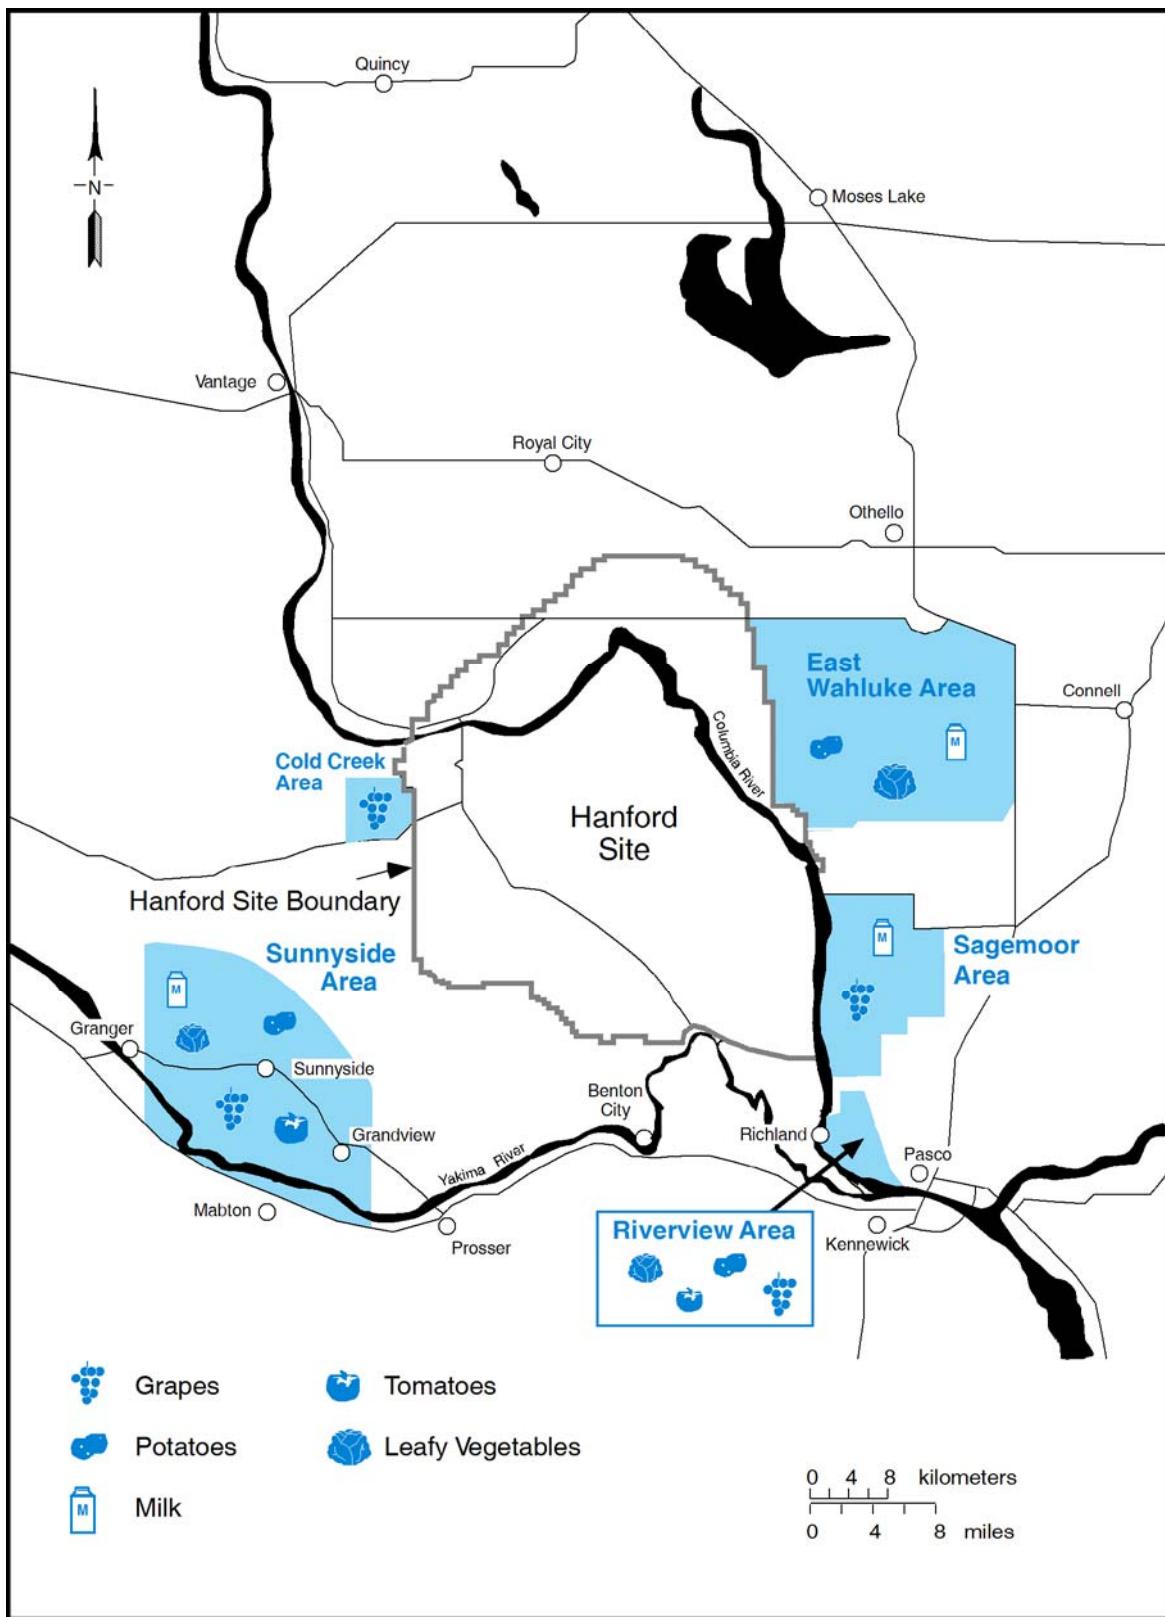 Quincy
N
Moses Lake
Vantage
Royal City
Othello
East
Wahluke Area
Connell
M
Columbia River
Cold Creek
Area
Hanford
Site
Hanford Site Boundary
Sunnyside
Area
M
Sagemoor
Area
M
Granger
Sunnyside
Benton
City
Grandview
Richland
Pasco
Yakima River
Mabton
Prosser
Riverview Area
Kennewick
Grapes
Tomatoes
Potatoes
Leafy Vegetables
M
Milk
0 4 8 kilometers
0 4 8 miles